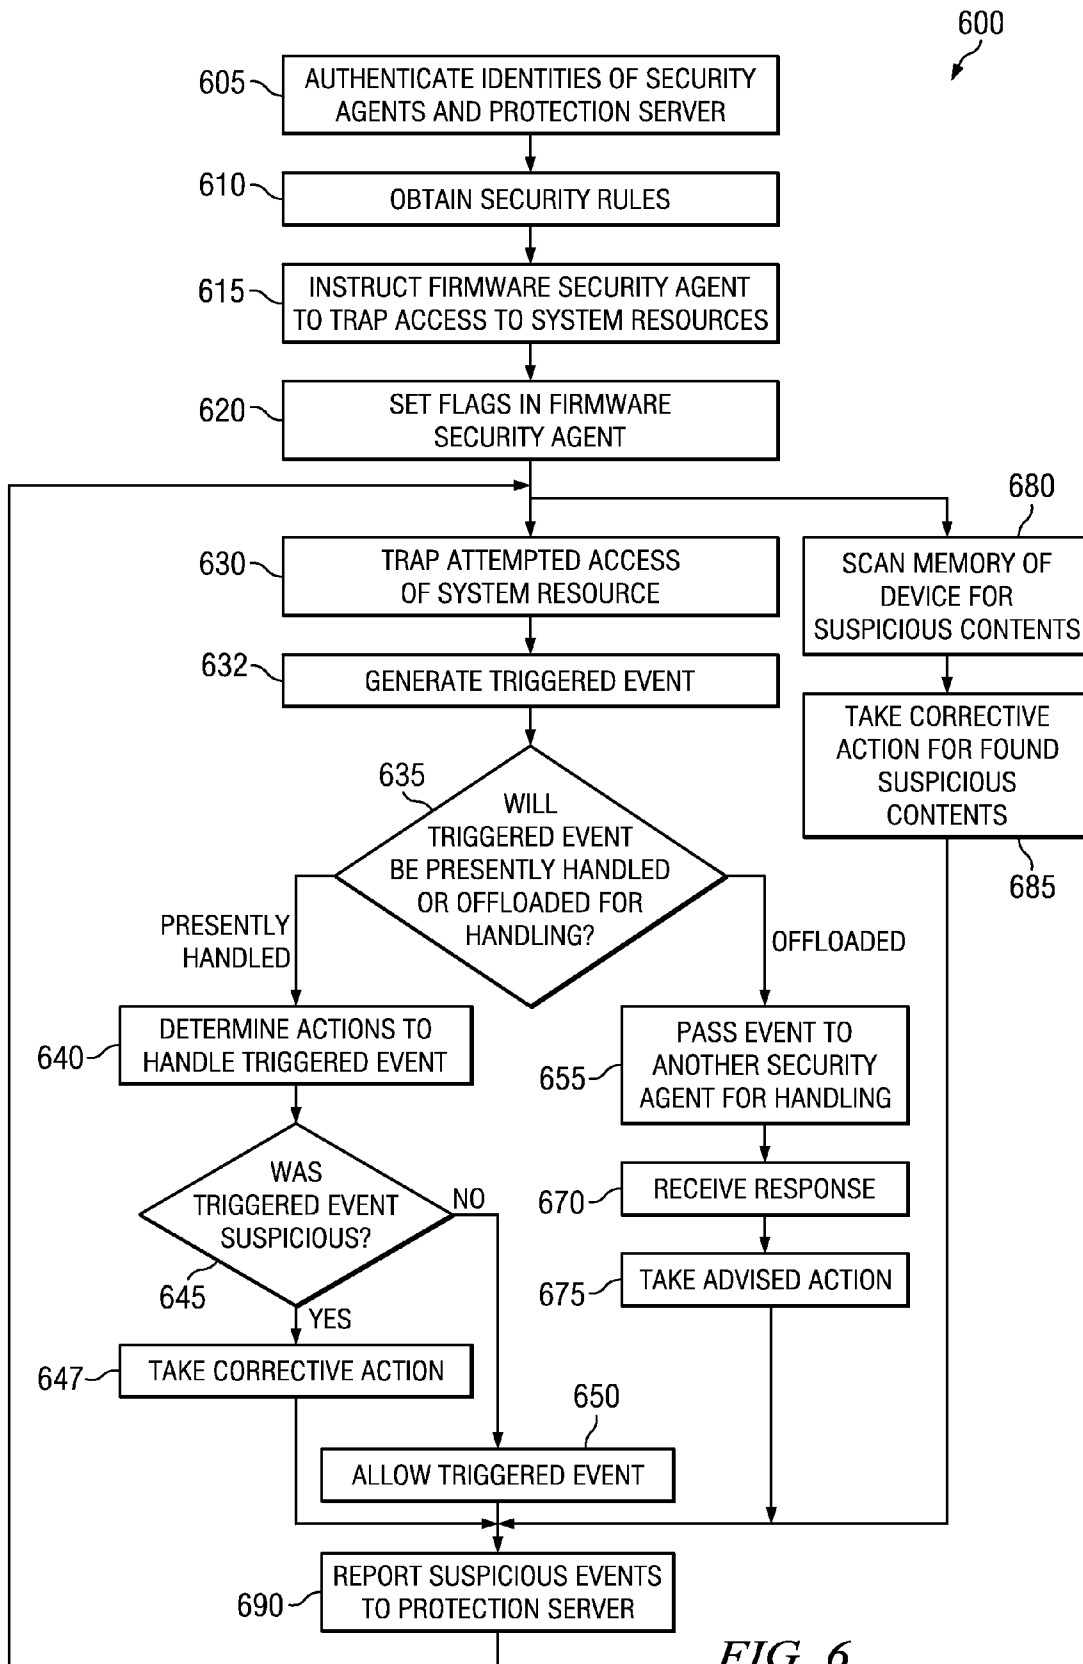 600
605
AUTHENTICATE IDENTITIES OF SECURITY
AGENTS AND PROTECTION SERVER
610
OBTAIN SECURITY RULES
615
INSTRUCT FIRMWARE SECURITY AGENT
TO TRAP ACCESS TO SYSTEM RESOURCES
620
SET FLAGS IN FIRMWARE
SECURITY AGENT
630
TRAP ATTEMPTED ACCESS
OF SYSTEM RESOURCE
680
SCAN MEMORY OF
DEVICE FOR
SUSPICIOUS CONTENTS
632
GENERATE TRIGGERED EVENT
TAKE CORRECTIVE
ACTION FOR FOUND
SUSPICIOUS
CONTENTS
685
635
WILL
TRIGGERED EVENT
BE PRESENTLY HANDLED
OR OFFLOADED FOR
HANDLING?
PRESENTLY
HANDLED
OFFLOADED
640
DETERMINE ACTIONS TO
HANDLE TRIGGERED EVENT
655
PASS EVENT TO
ANOTHER SECURITY
AGENT FOR HANDLING
WAS
TRIGGERED EVENT
SUSPICIOUS?
645
NO
YES
670
RECEIVE RESPONSE
675
TAKE ADVISED ACTION
647
TAKE CORRECTIVE ACTION
650
ALLOW TRIGGERED EVENT
690
REPORT SUSPICIOUS EVENTS
TO PROTECTION SERVER
FIG. 6